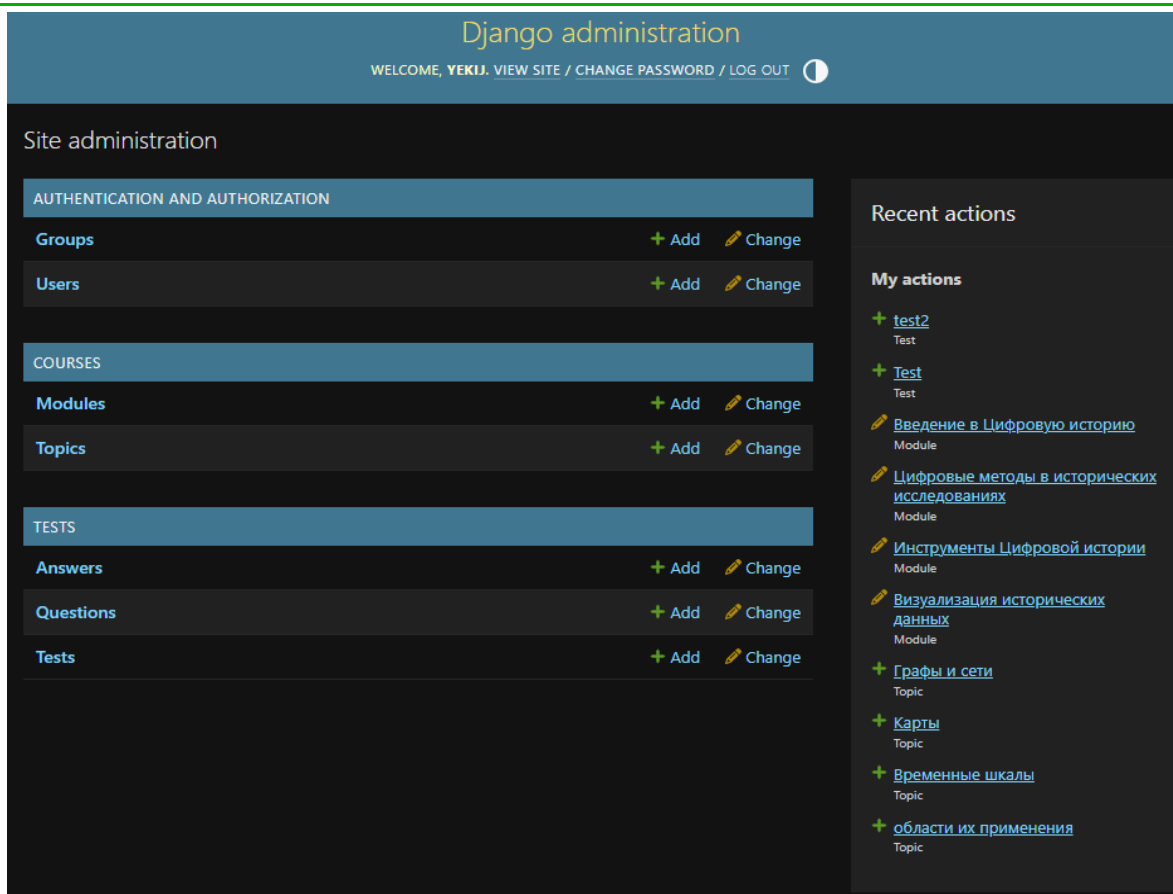 Django administration
WELCOME, YEKIJ. VIEW SITE / CHANGE PASSWORD / LOG OUT
Site administration
AUTHENTICATION AND AUTHORIZATION
Groups Add Change
Users Add Change
COURSES
Modules Add Change
Topics Add Change
TESTS
Answers Add Change
Questions Add Change
Tests Add Change
Recent actions
My actions
test2
Test
Test
Test
Введение в Цифровую историю
Module
Цифровые методы в исторических
исследованиях
Module
Инструменты Цифровой истории
Module
Визуализация исторических
данных
Module
Графы и сети
Topic
Карты
Topic
Временные шкалы
Topic
области их применения
Topic